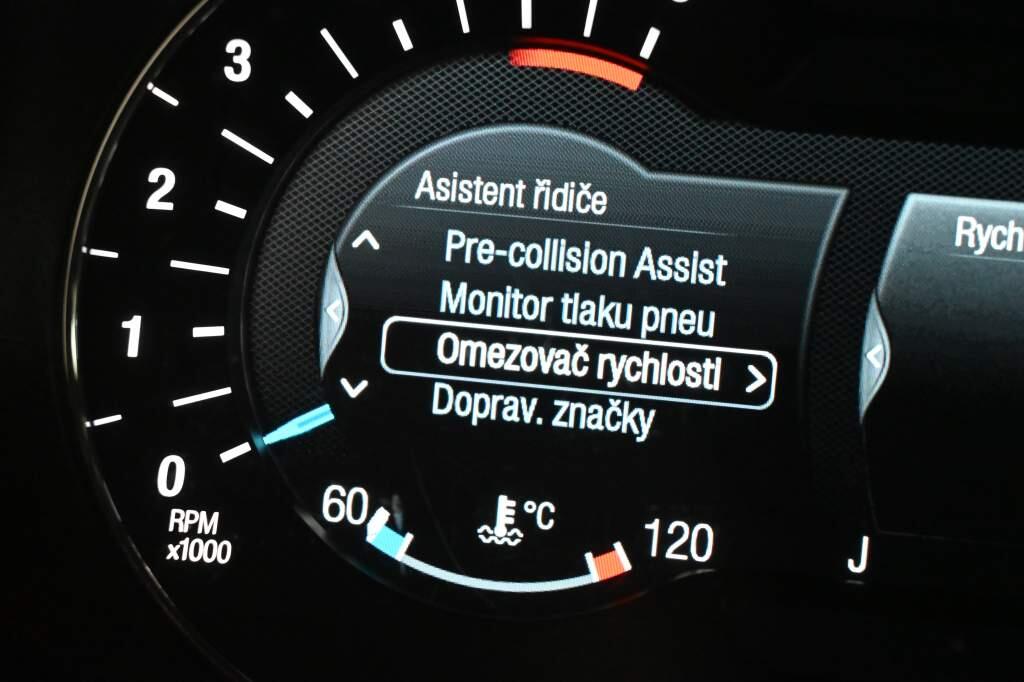 3
2
1
0
RPM
x1000
Asistent řidiče
Pre-collision Assist
Monitor tlaku pneu
Omezovač rychlosti
Doprav. značky
60
°C
120
J